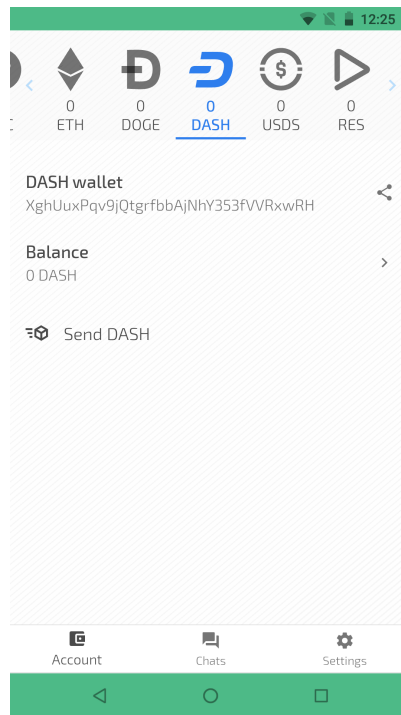 12:25
0
0
0
0
0
ETH
DOGE
DASH
USDS
RES
DASH wallet
XghUuxPqv9jQtgrfbbAjNhY353fVVRxwRH
Balance
0 DASH
Send DASH
Account
Chats
Settings